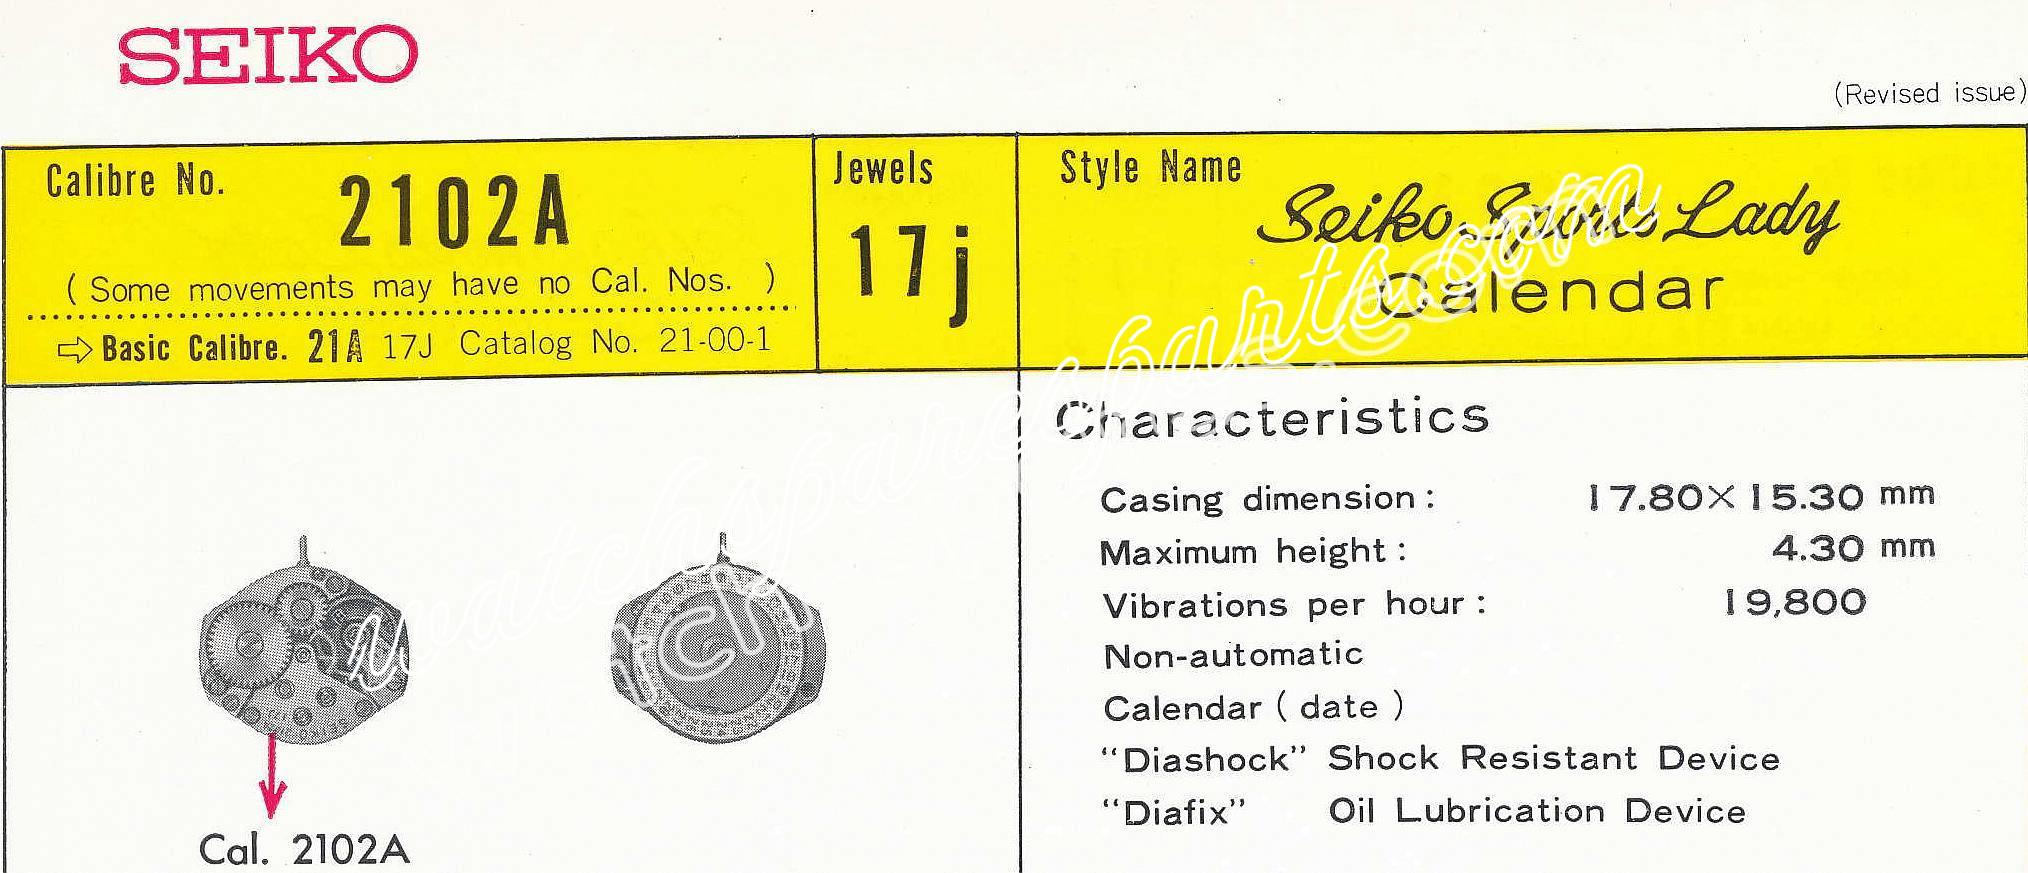 SEIKO
(Revised issue)
Calibre No.
2102A
( Some movements may have no Cal. Nos. )
⇨ Basic Calibre. 21A 17J Catalog No. 21-00-1
Jewels
17j
Style Name
Seiko Sports Lady
Calendar
Characteristics
Casing dimension : 17.80×15.30 mm
Maximum height : 4.30 mm
Vibrations per hour : 19,800
Non-automatic
Calendar ( date )
“Diashock” Shock Resistant Device
“Diafix” Oil Lubrication Device
Cal. 2102A
watchspareparts.com